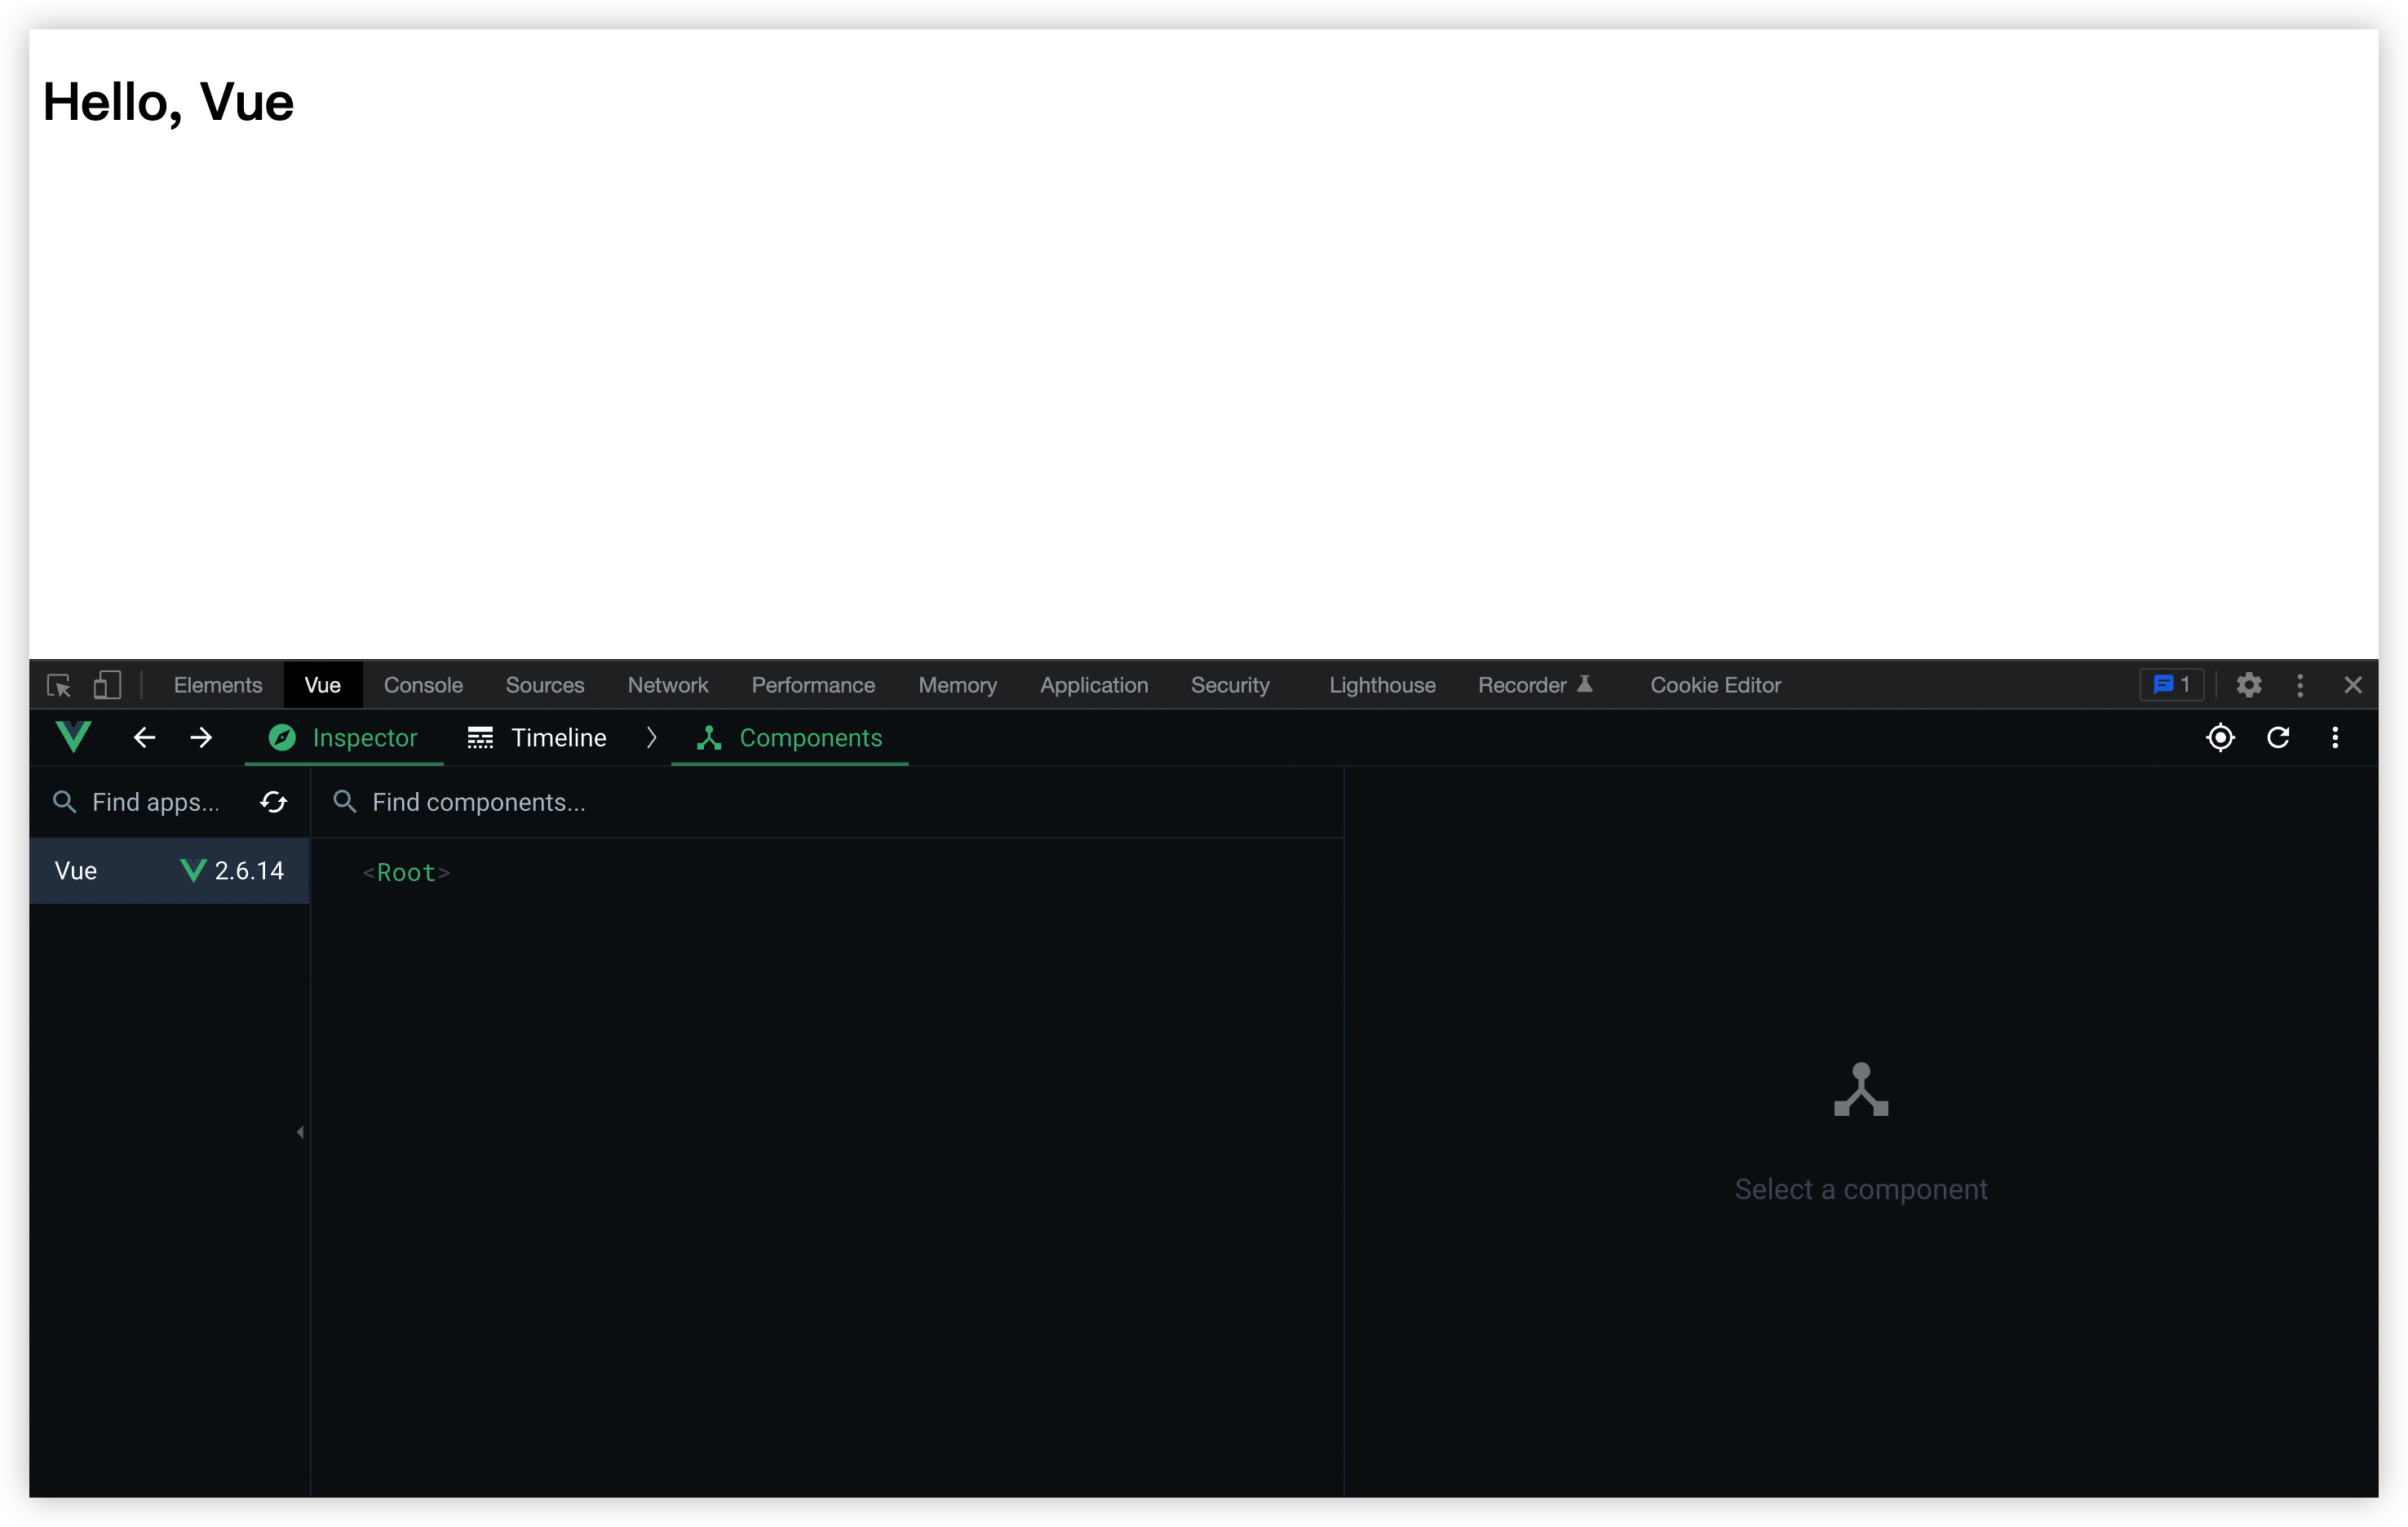 Hello, Vue
Elements Vue Console Sources Network Performance Memory Application Security Lighthouse Recorder Cookie Editor 1
Inspector Timeline Components
Find apps... Find components...
Vue 2.6.14 <Root>
Select a component